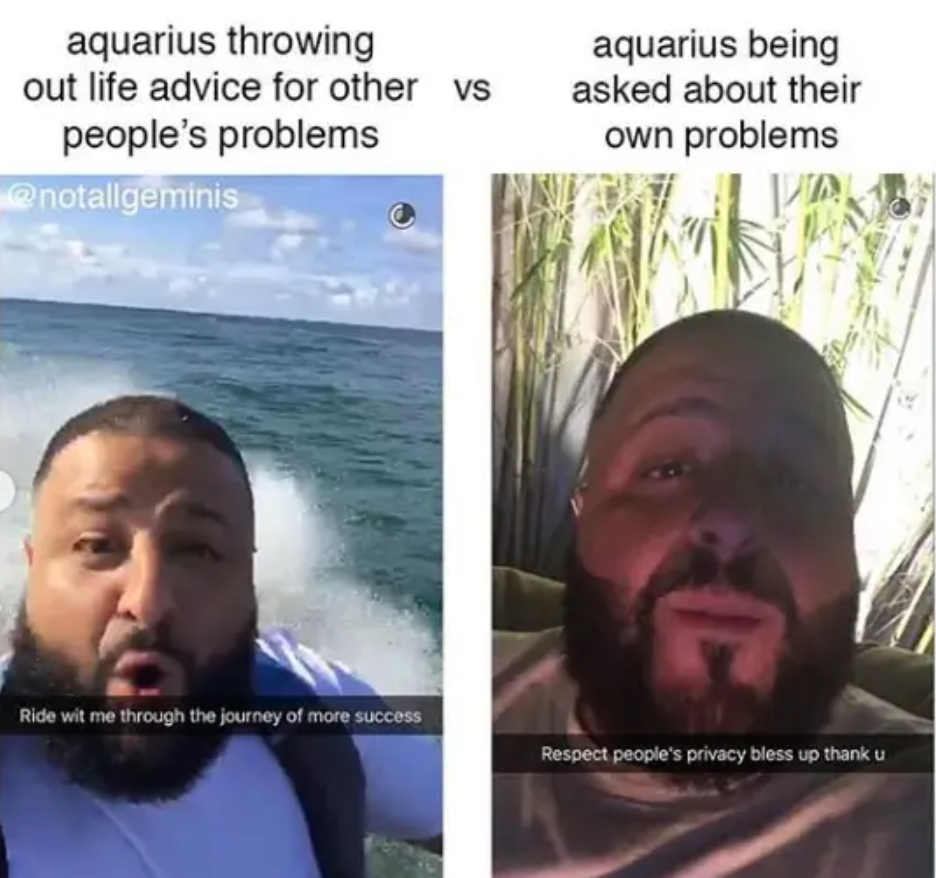 aquarius throwing
out life advice for other
people's problems
vs
aquarius being
asked about their
own problems
@notallgeminis
Ride wit me through the journey of more success
Respect people's privacy bless up thank u